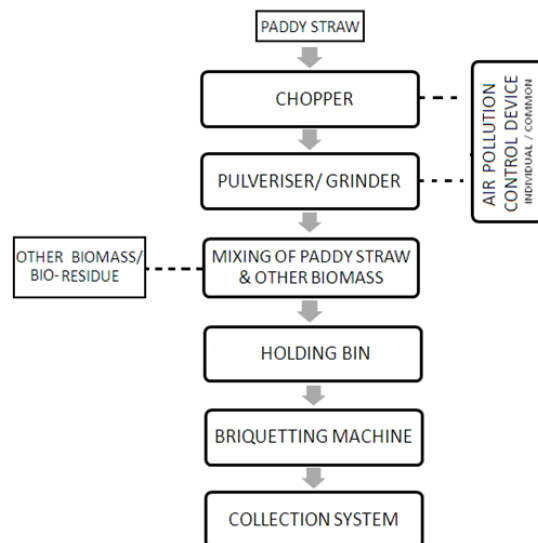 PADDY STRAW
CHOPPER
AIR POLLUTION
CONTROL DEVICE
INDIVIDUAL / COMMON
PULVERISER/ GRINDER
OTHER BIOMASS/
BIO-RESIDUE
MIXING OF PADDY STRAW
& OTHER BIOMASS
HOLDING BIN
BRIQUETTING MACHINE
COLLECTION SYSTEM